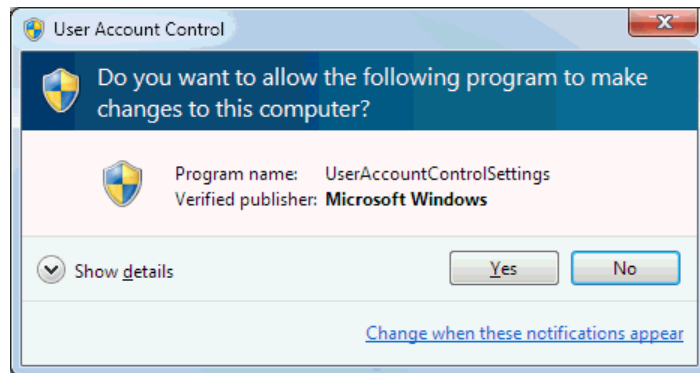 User Account Control
Do you want to allow the following program to make
changes to this computer?
Program name: UserAccountControlSettings
Verified publisher: Microsoft Windows
Show details
Yes
No
Change when these notifications appear